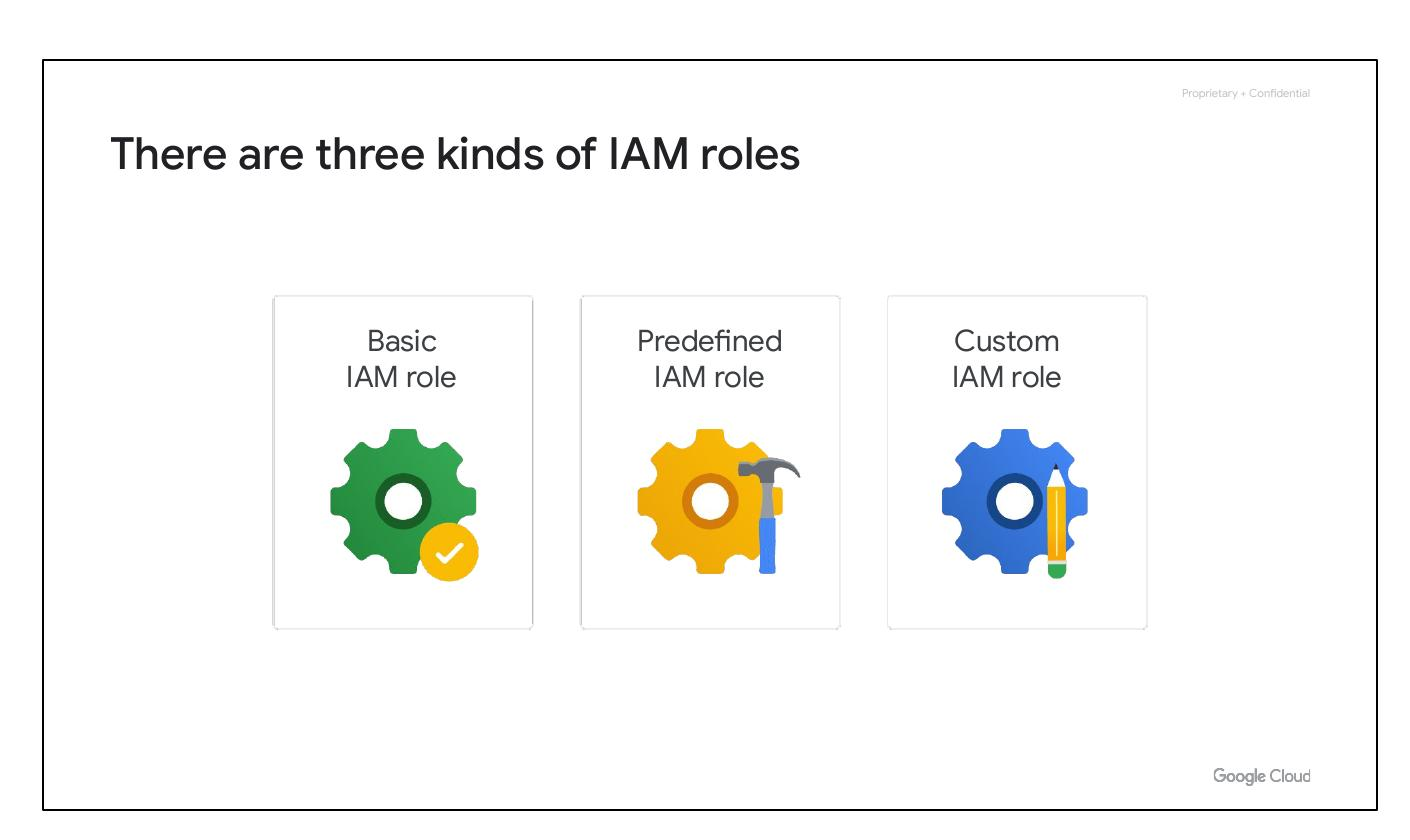 Proprietary + Confidential
There are three kinds of IAM roles
Basic
IAM role
Predefined
IAM role
Custom
IAM role
Google Cloud